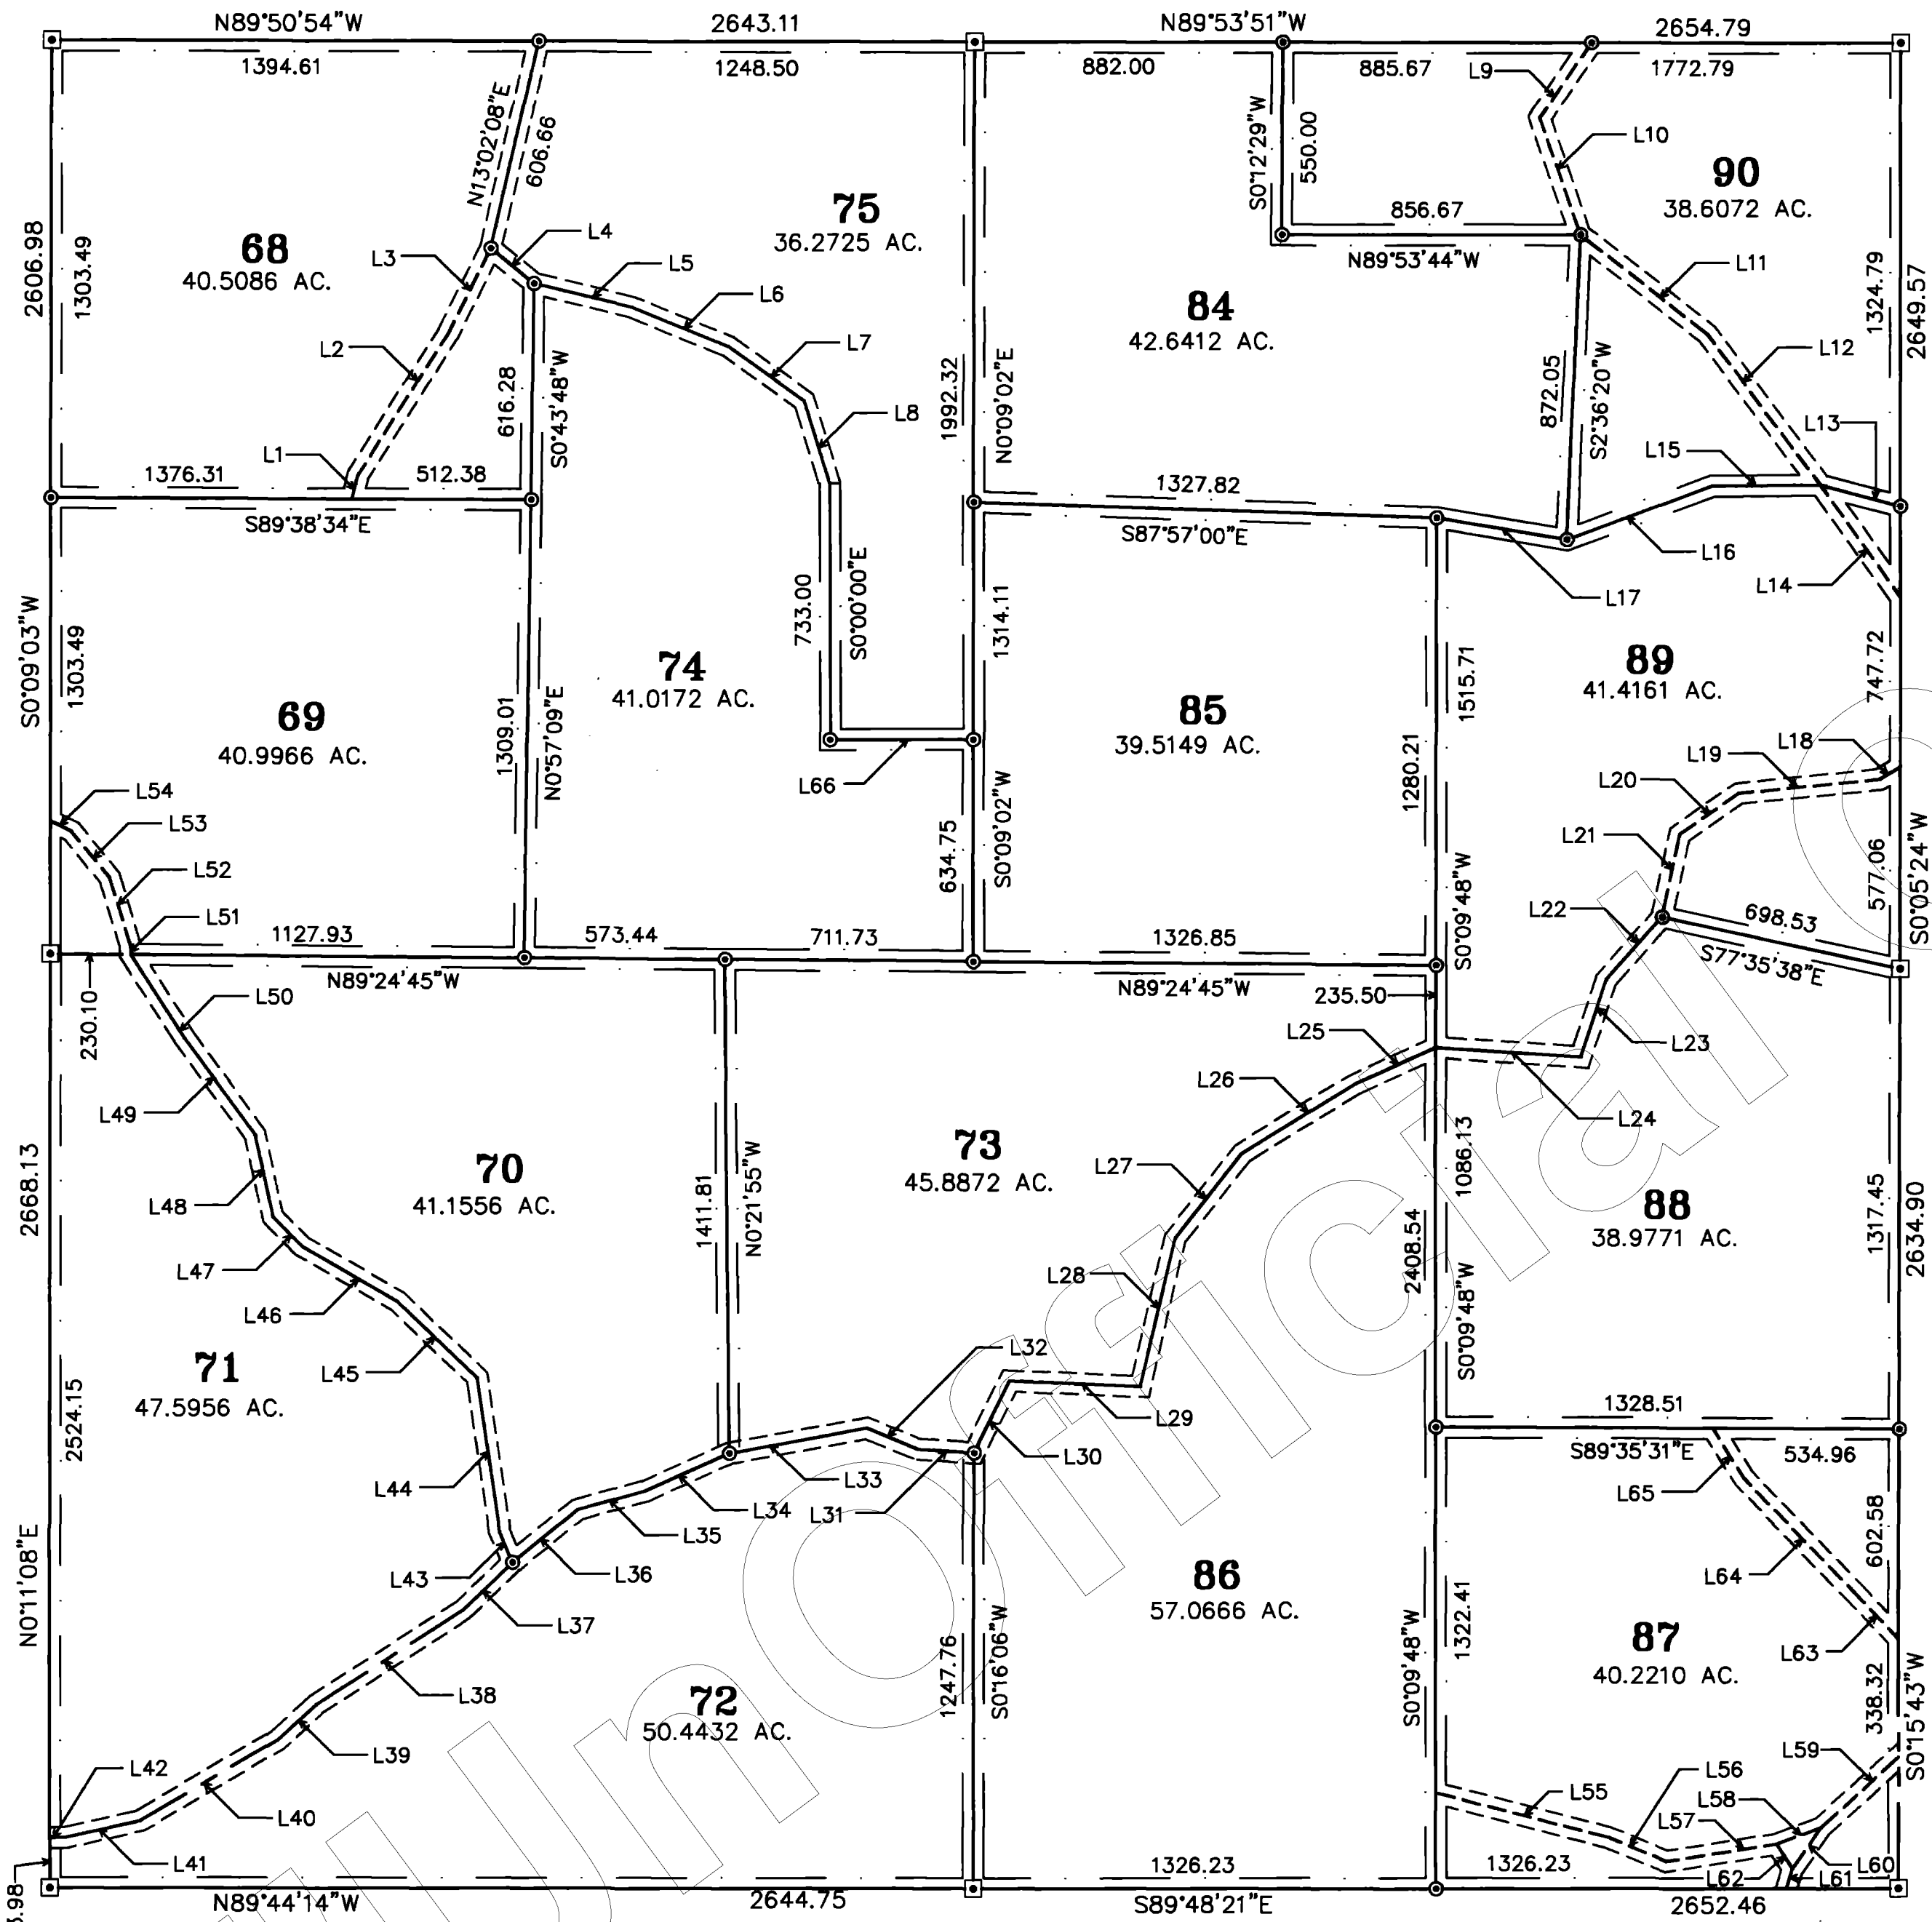 N89°50'54"W
2643.11
N89°53'51"W
2654.79
1394.61
1248.50
882.00
885.67
L9
1772.79
N13°02'08"E
606.66
S0°12'29"W
550.00
L10
90
38.6072 AC.
75
36.2725 AC.
68
40.5086 AC.
L3
L4
L5
L6
856.67
N89°53'44"W
L11
2606.98
1303.49
84
42.6412 AC.
1324.79
2649.57
L2
L7
L12
616.28
S0°43'48"W
L8
1992.32
N0°09'02"E
872.05
S2°36'20"W
L13
L1
1376.31
512.38
S89°38'34"E
1327.82
S87°57'00"E
L15
L16
L14
L17
S0°09'03"W
1303.49
733.00
S0°00'00"E
1314.11
74
41.0172 AC.
89
41.4161 AC.
747.72
1515.71
69
40.9966 AC.
1309.01
N0°57'09"E
85
39.5149 AC.
1280.21
L66
L18
L19
L20
L54
L53
L21
L52
634.75
S0°09'02"W
577.06
S0°05'24"W
S0°09'48"W
L22
698.53
L51
1127.93
573.44
711.73
1326.85
S77°35'38"E
N89°24'45"W
N89°24'45"W
L50
235.50
230.10
L25
L23
L49
L26
L24
70
41.1556 AC.
73
45.8872 AC.
L27
1086.13
88
38.9771 AC.
2668.13
L48
1411.81
N0°21'55"W
2408.54
1317.45
2634.90
L47
L28
L46
S0°09'48"W
L32
71
47.5956 AC.
L45
2524.15
L29
1328.51
S89°35'31"E
534.96
L30
L33
L44
L34
L31
L65
L35
602.58
N0°11'08"E
L43
L36
L64
86
57.0666 AC.
1322.41
L37
87
40.2210 AC.
L63
1247.76
S0°16'06"W
S0°09'48"W
338.32
S0°15'43"W
L38
72
50.4432 AC.
L39
L59
L42
L56
L55
L58
L40
L57
L41
1326.23
1326.23
L60
L62
L61
N89°44'14"W
2644.75
S89°48'21"E
2652.46
Un Official